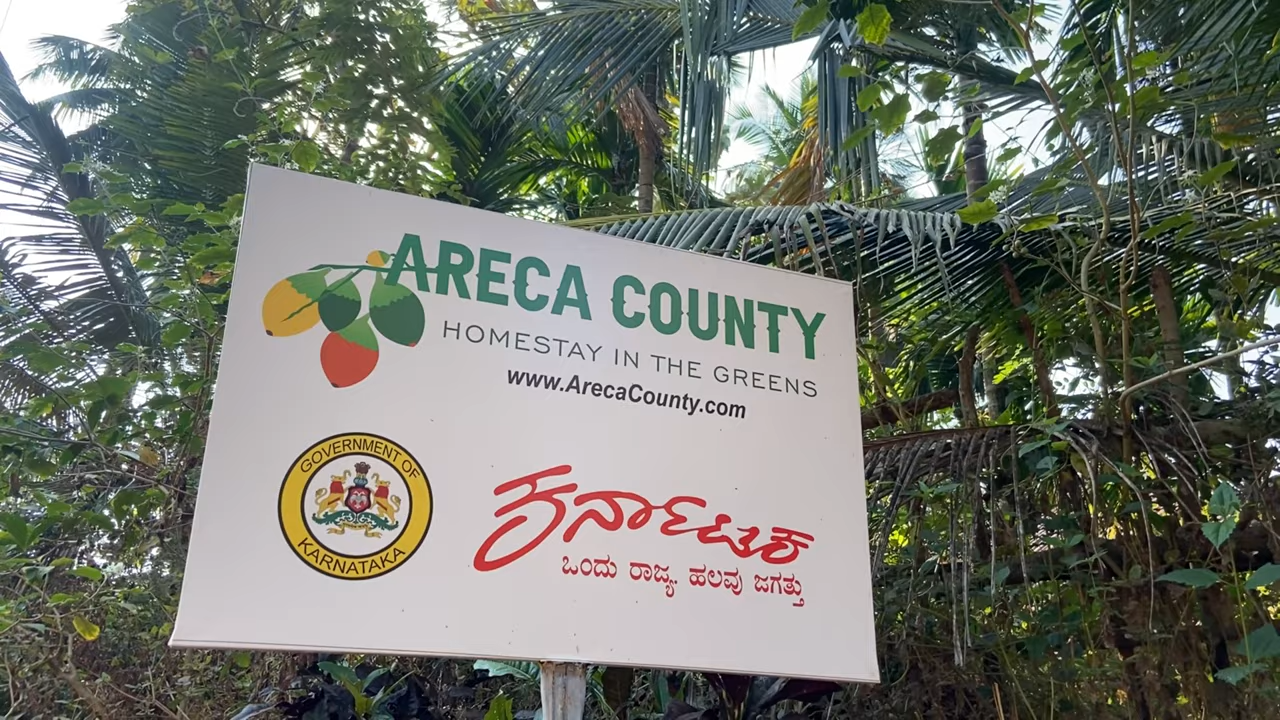 ARECA COUNTY
HOMESTAY IN THE GREENS
www.ArecaCounty.com
GOVERNMENT OF
KARNATAKA
ಕರ್ನಾಟಕ
ಒಂದು ರಾಜ್ಯ. ಹಲವು ಜಗತ್ತು